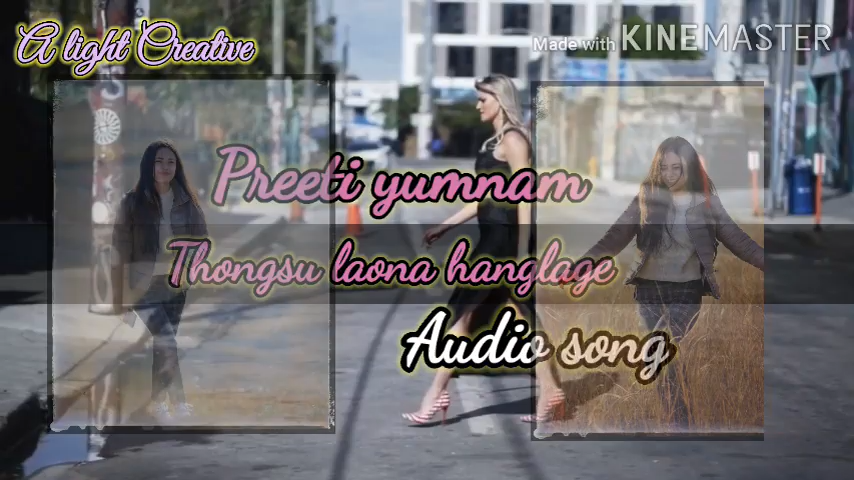 A light Creative
Made with KINEMASTER
Preeti yumnam
Thongsu laona hanglage
Audio song